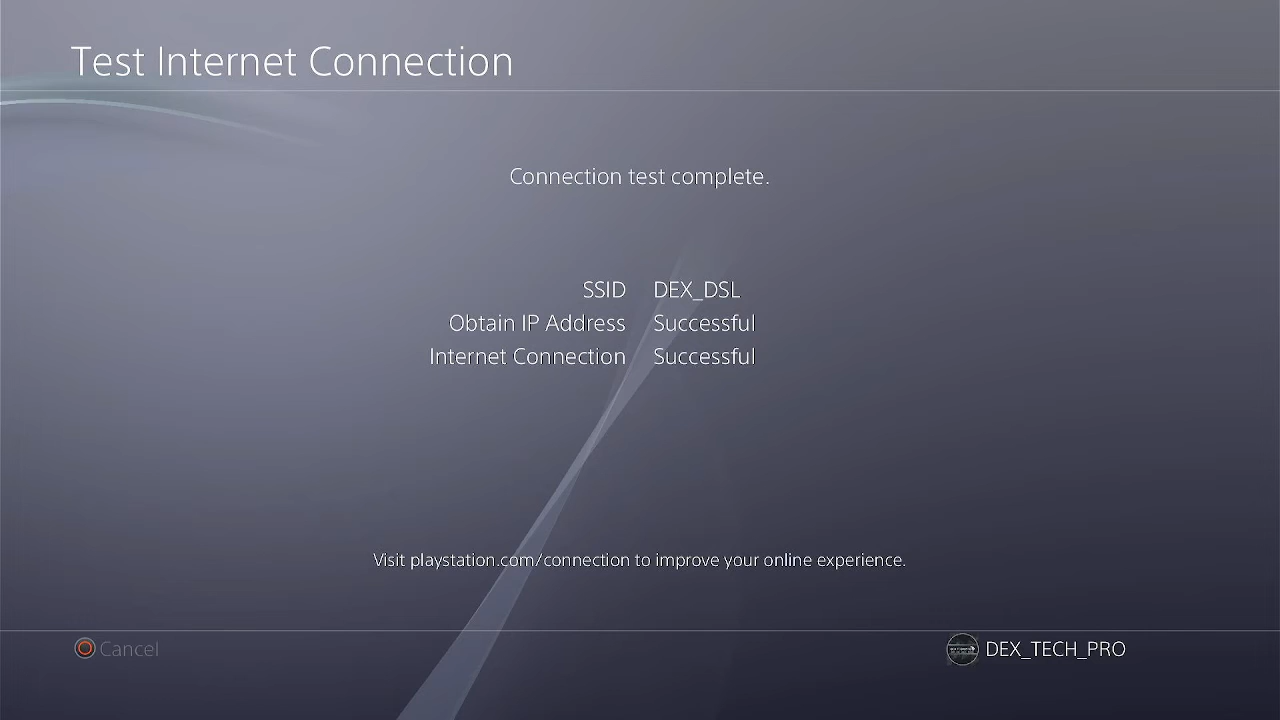 Test Internet Connection
Connection test complete.
SSID DEX_DSL
Obtain IP Address Successful
Internet Connection Successful
Visit playstation.com/connection to improve your online experience.
Cancel DEX_TECH_PRO